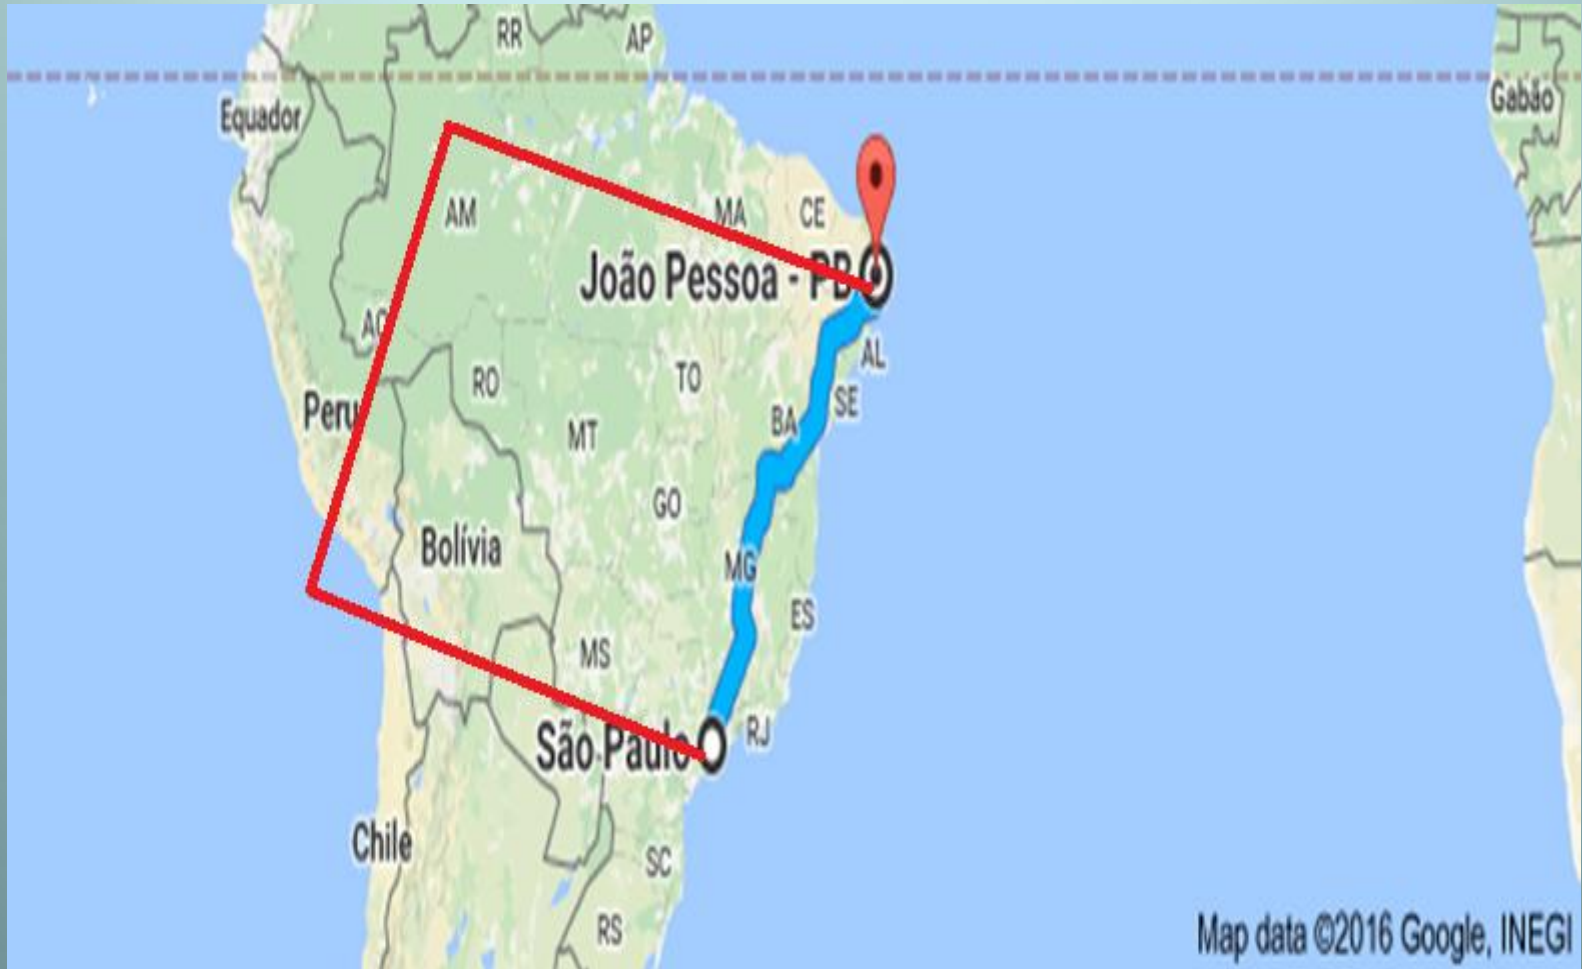 RR
AP
Equador
Gabão
AM
MA
CE
João Pessoa - PB
AC
AL
RO
TO
SE
Peru
BA
MT
GO
Bolívia
MG
ES
MS
São Paulo
RJ
Chile
SC
RS
Map data ©2016 Google, INEGI